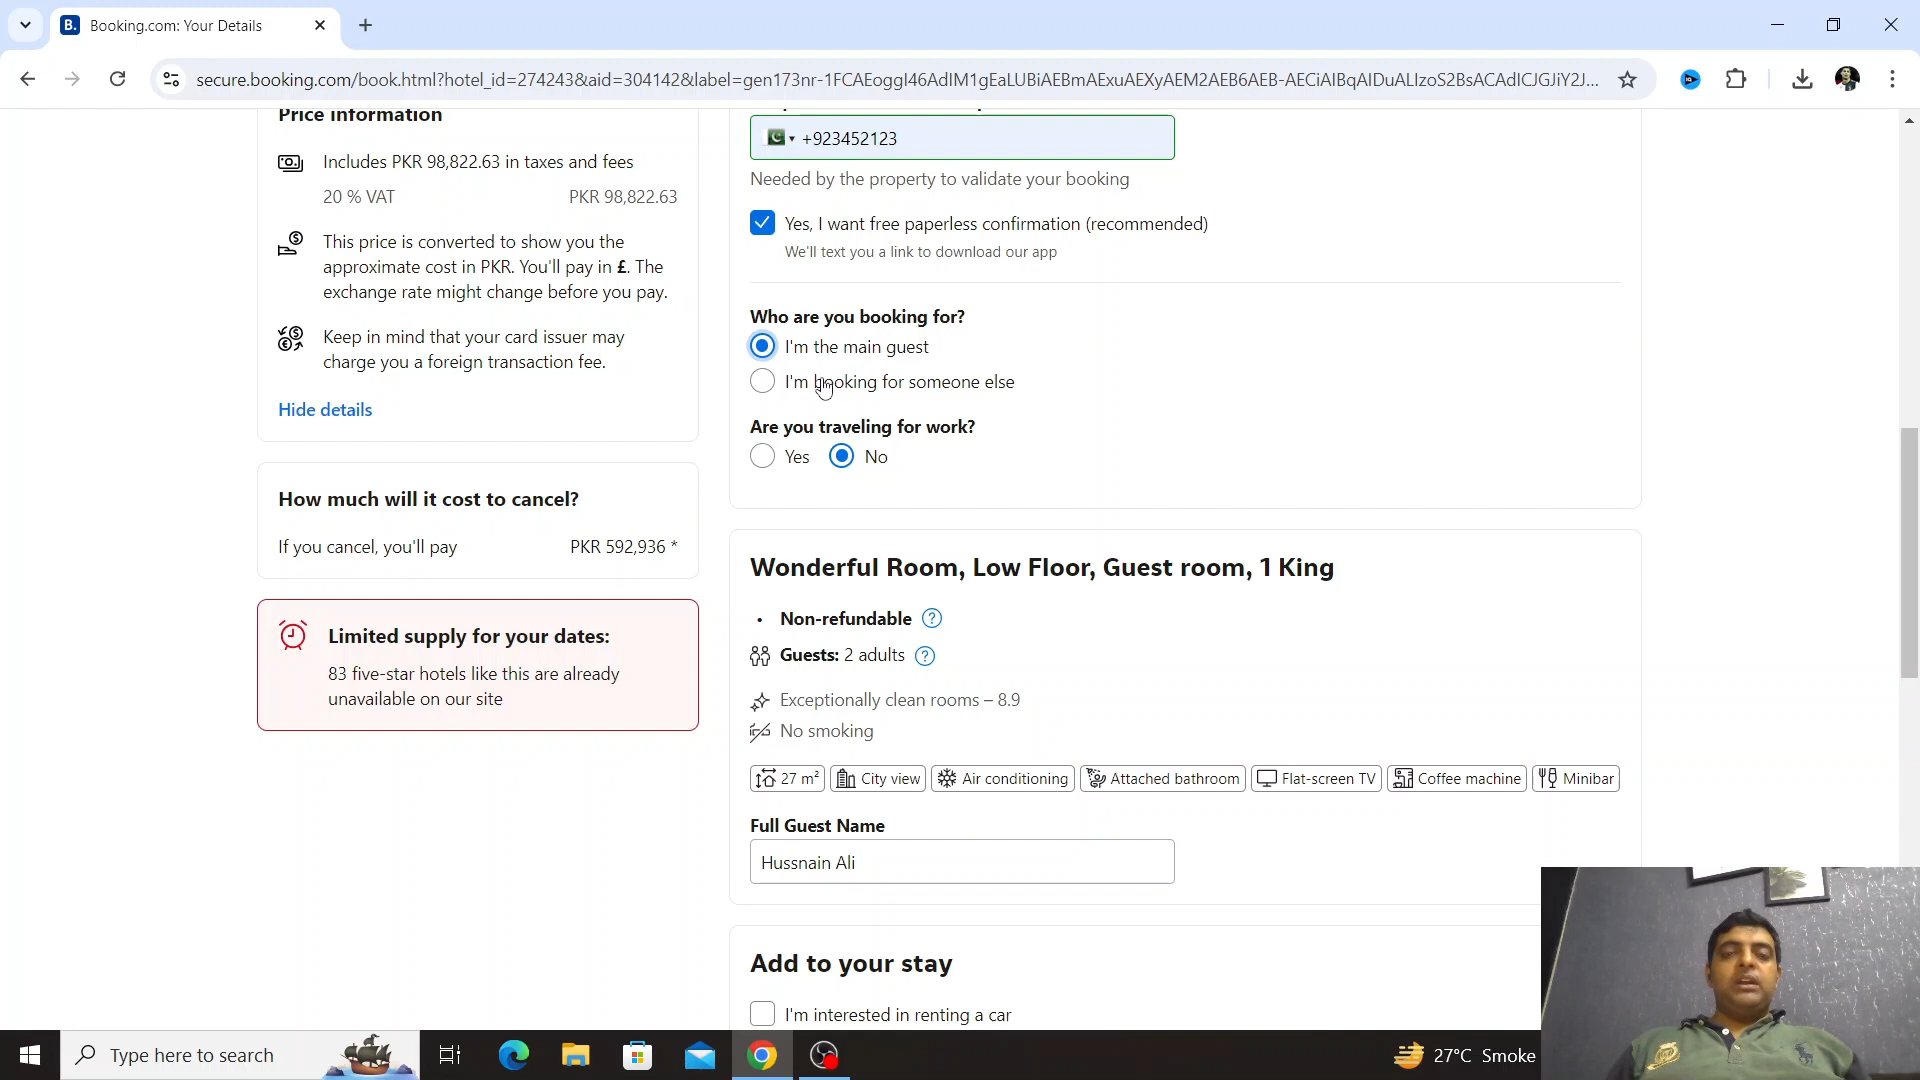 Booking.com: Your Details
secure.booking.com/book.html?hotel_id=274243&aid=304142&label=gen173nr-1FCAEoggI46AdIM1gEaLUBiAEBmAExuAEXyAEM2AEB6AEB-AECiAIBqAIDuALIzoS2BsACAdICJGJiY2J...
Price information
Includes PKR 98,822.63 in taxes and fees
20 % VAT PKR 98,822.63
This price is converted to show you the
approximate cost in PKR. You'll pay in £. The
exchange rate might change before you pay.
Keep in mind that your card issuer may
charge you a foreign transaction fee.
Hide details
How much will it cost to cancel?
If you cancel, you'll pay PKR 592,936 *
Limited supply for your dates:
83 five-star hotels like this are already
unavailable on our site
+923452123
Needed by the property to validate your booking
Yes, I want free paperless confirmation (recommended)
We'll text you a link to download our app
Who are you booking for?
I'm the main guest
I'm booking for someone else
Are you traveling for work?
Yes No
Wonderful Room, Low Floor, Guest room, 1 King
• Non-refundable
Guests: 2 adults
Exceptionally clean rooms – 8.9
No smoking
27 m² City view Air conditioning Attached bathroom Flat-screen TV Coffee machine Minibar
Full Guest Name
Hussnain Ali
Add to your stay
I'm interested in renting a car
Type here to search
27°C Smoke